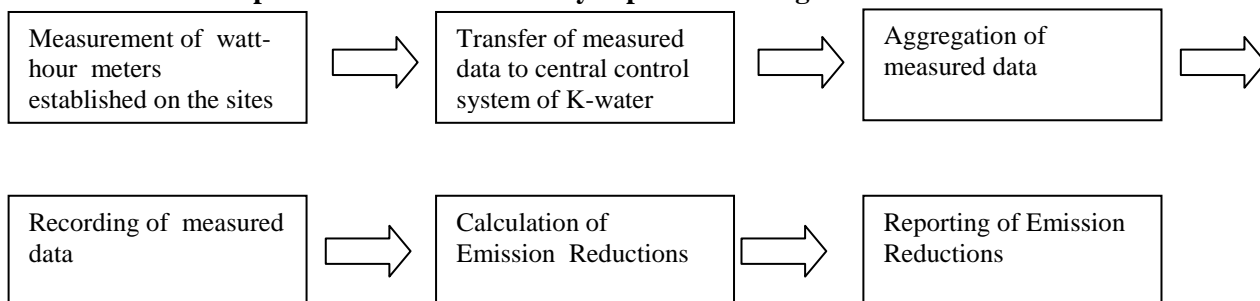 Measurement of watt-
hour meters
established on the sites
Transfer of measured
data to central control
system of K-water
Aggregation of
measured data
Recording of measured
data
Calculation of
Emission Reductions
Reporting of Emission
Reductions